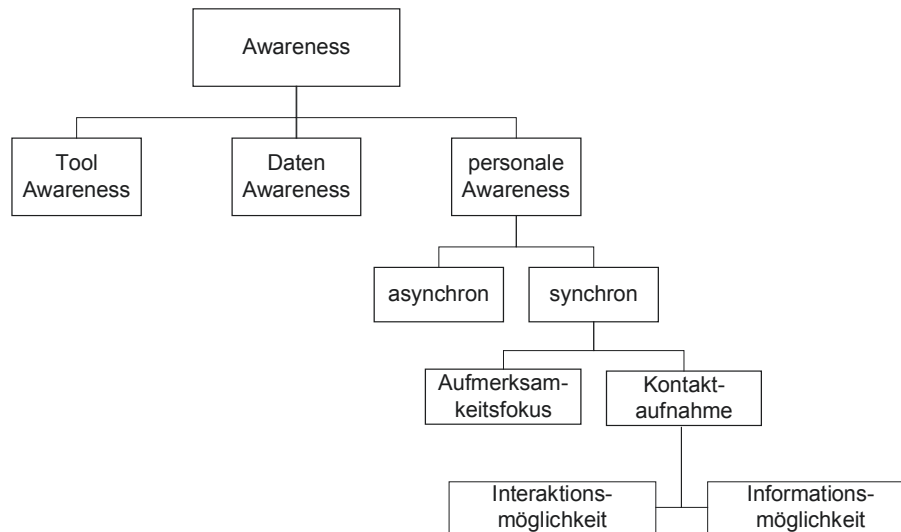 Awareness
Tool
Awareness
Daten
Awareness
personale
Awareness
asynchron
synchron
Aufmerksam-
keitsfokus
Kontakt-
aufnahme
Interaktions-
möglichkeit
Informations-
möglichkeit